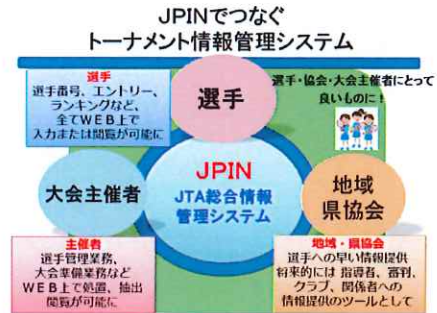 JPINでつなぐ
トーナメント情報管理システム
選手
選手番号、エントリー、
ランキングなど、
全てWEB上で
入力または閲覧が可能に
選手
選手・協会・大会主催者にとって
良いものに!
大会主催者
JPIN
JTA総合情報
管理システム
地域
県協会
主催者
選手管理業務、
大会準備業務など
WEB上で処置、抽出
閲覧が可能に
地域・県協会
選手への早い情報提供
将来的には 指導者、審判、
クラブ、関係者への
情報提供のツールとして